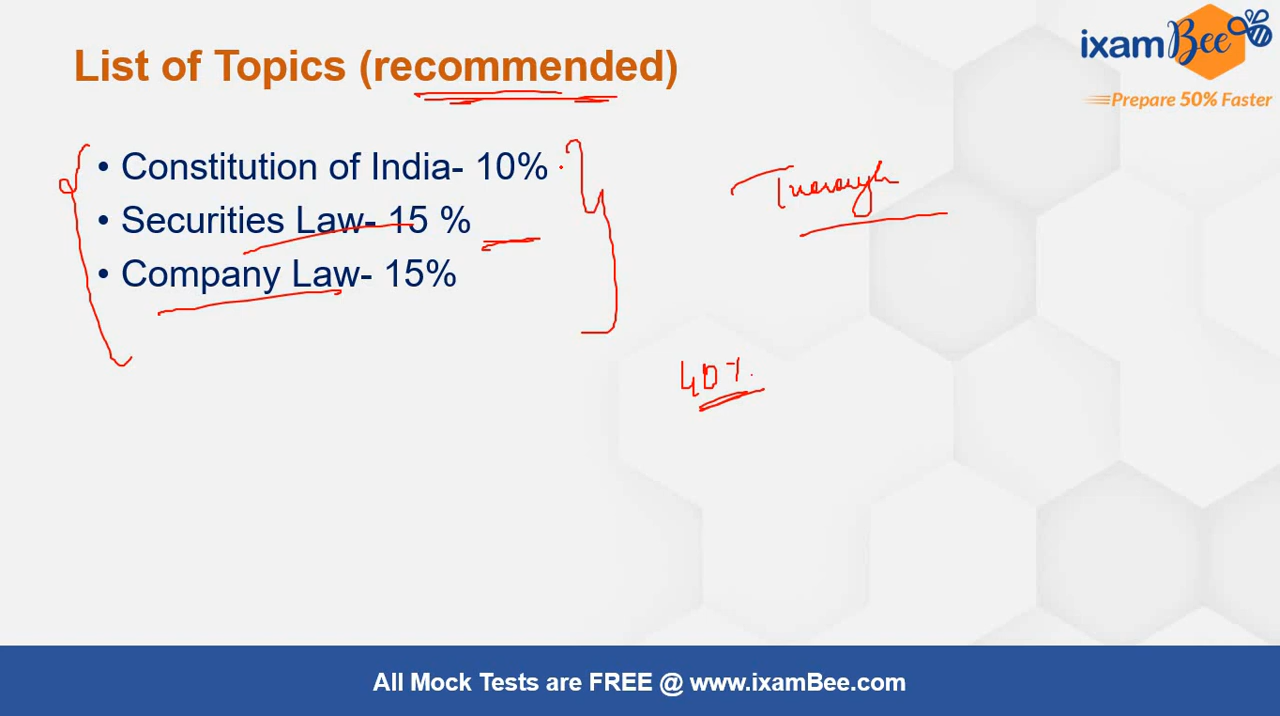 List of Topics (recommended)
ixamBee
Prepare 50% Faster
• Constitution of India- 10%
• Securities Law- 15 %
• Company Law- 15%
Thorough
40%
All Mock Tests are FREE @ www.ixamBee.com